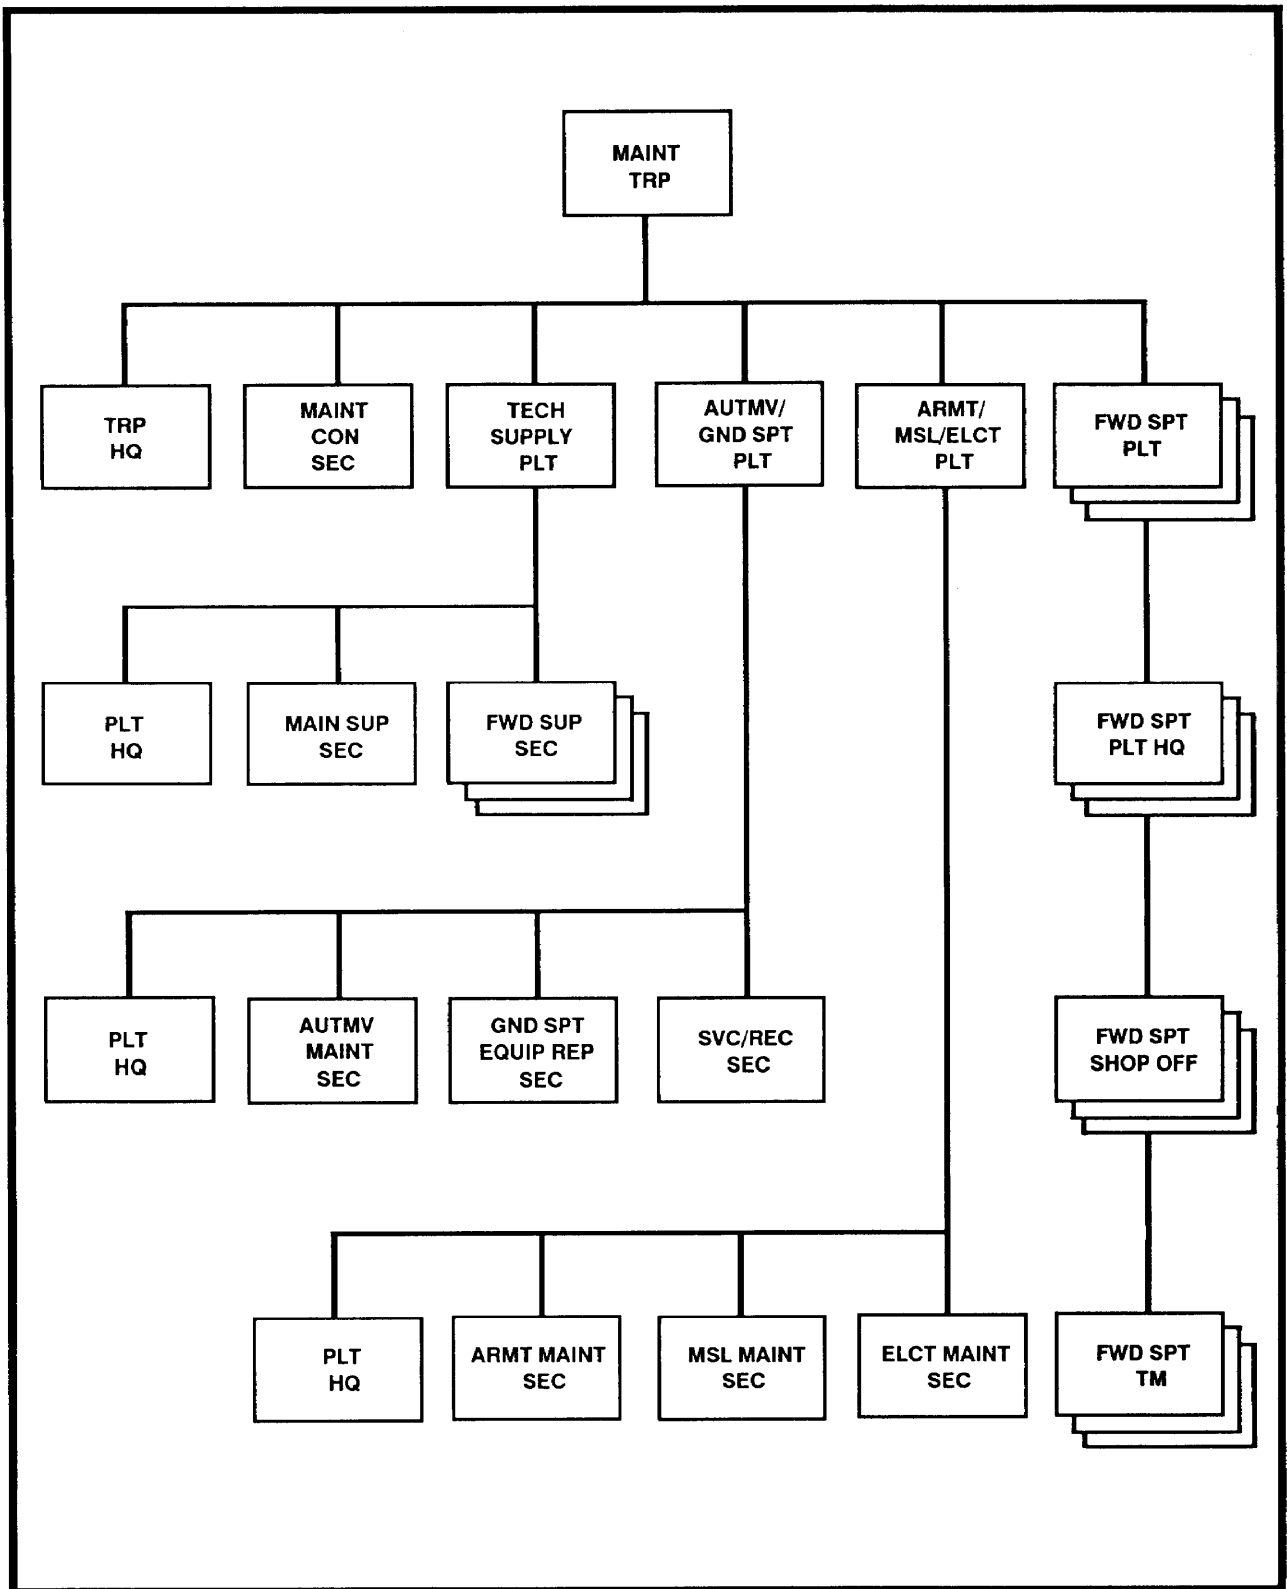 MAINT
TRP
TRP
HQ
MAINT
CON
SEC
TECH
SUPPLY
PLT
AUTMV/
GND SPT
PLT
ARMT/
MSL/ELCT
PLT
FWD SPT
PLT
PLT
HQ
MAIN SUP
SEC
FWD SUP
SEC
FWD SPT
PLT HQ
PLT
HQ
AUTMV
MAINT
SEC
GND SPT
EQUIP REP
SEC
SVC/REC
SEC
FWD SPT
SHOP OFF
PLT
HQ
ARMT MAINT
SEC
MSL MAINT
SEC
ELCT MAINT
SEC
FWD SPT
TM